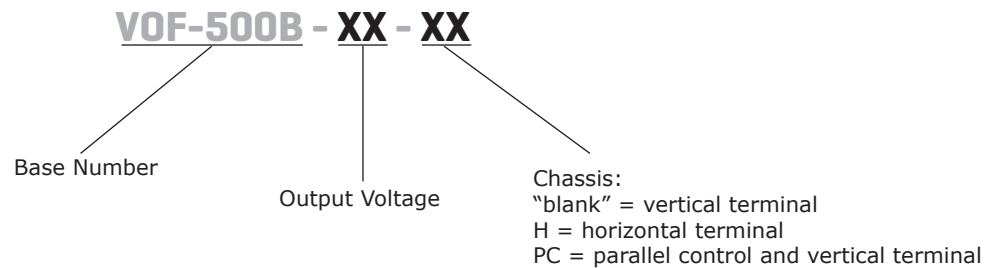 VOF-500B - XX - XX
Base Number
Output Voltage
Chassis:
“blank” = vertical terminal
H = horizontal terminal
PC = parallel control and vertical terminal